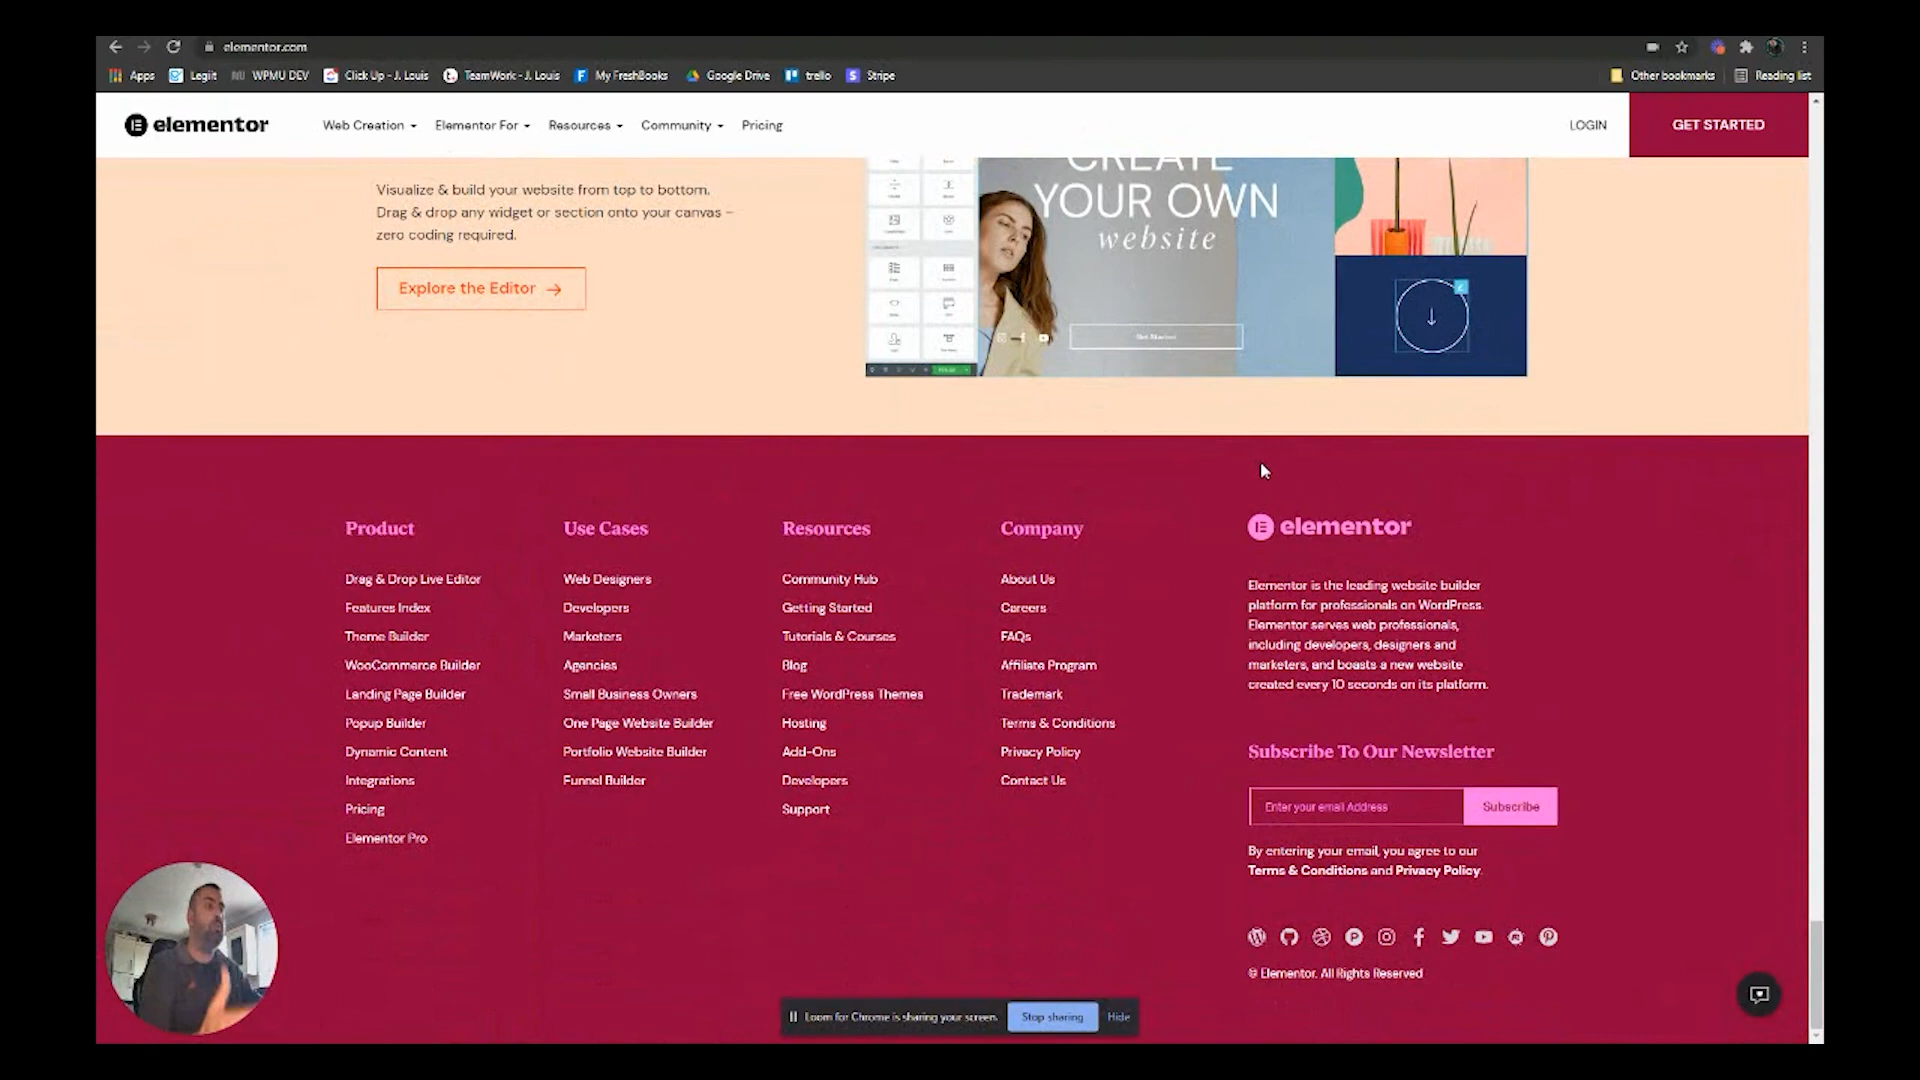 elementor.com
Apps
Legiit
WPMU DEV
Click Up - J. Louis
TeamWork - J. Louis
My FreshBooks
Google Drive
trello
Stripe
Other bookmarks
Reading list
elementor
Web Creation
Elementor For
Resources
Community
Pricing
LOGIN
GET STARTED
Visualize & build your website from top to bottom.
Drag & drop any widget or section onto your canvas –
zero coding required.
Explore the Editor →
CREATE
YOUR OWN
website
Get Started
Product
Drag & Drop Live Editor
Features Index
Theme Builder
WooCommerce Builder
Landing Page Builder
Popup Builder
Dynamic Content
Integrations
Pricing
Elementor Pro
Use Cases
Web Designers
Developers
Marketers
Agencies
Small Business Owners
One Page Website Builder
Portfolio Website Builder
Funnel Builder
Resources
Community Hub
Getting Started
Tutorials & Courses
Blog
Free WordPress Themes
Hosting
Add-Ons
Developers
Support
Company
About Us
Careers
FAQs
Affiliate Program
Trademark
Terms & Conditions
Privacy Policy
Contact Us
elementor
Elementor is the leading website builder
platform for professionals on WordPress.
Elementor serves web professionals,
including developers, designers and
marketers, and boasts a new website
created every 10 seconds on its platform.
Subscribe To Our Newsletter
Enter your email Address
Subscribe
By entering your email, you agree to our
Terms & Conditions and Privacy Policy.
© Elementor. All Rights Reserved
Loom for Chrome is sharing your screen.
Stop sharing
Hide